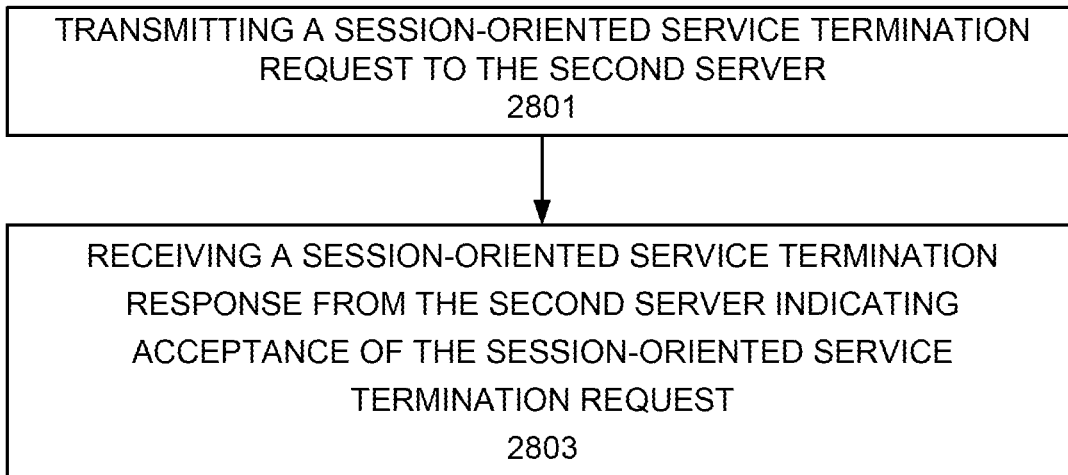 TRANSMITTING A SESSION-ORIENTED SERVICE TERMINATION
REQUEST TO THE SECOND SERVER
2801
RECEIVING A SESSION-ORIENTED SERVICE TERMINATION
RESPONSE FROM THE SECOND SERVER INDICATING
ACCEPTANCE OF THE SESSION-ORIENTED SERVICE
TERMINATION REQUEST
2803